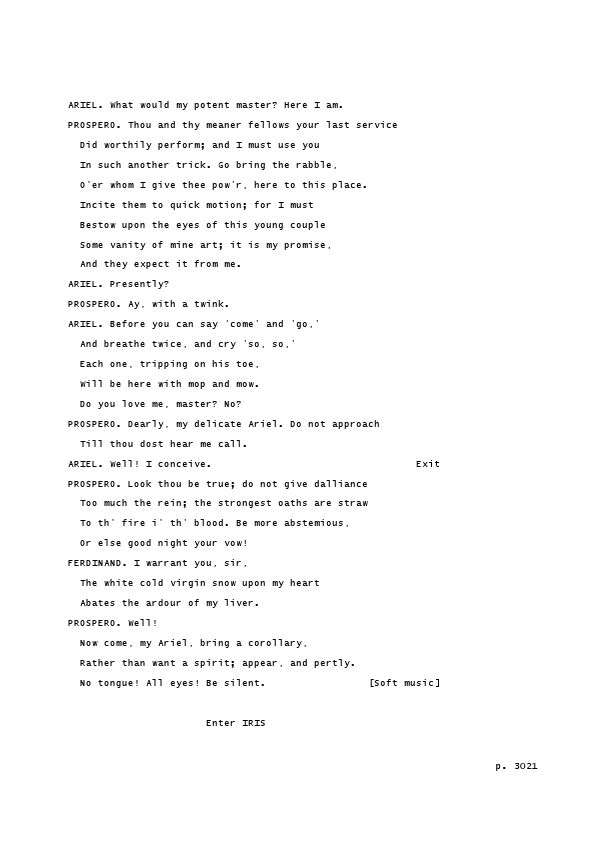 ARIEL. What would my potent master? Here I am.
PROSPERO. Thou and thy meaner fellows your last service
Did worthily perform; and I must use you
In such another trick. Go bring the rabble,
O'er whom I give thee pow'r, here to this place.
Incite them to quick motion; for I must
Bestow upon the eyes of this young couple
Some vanity of mine art; it is my promise,
And they expect it from me.
ARIEL. Presently?
PROSPERO. Ay, with a twink.
ARIEL. Before you can say 'come' and 'go,'
And breathe twice, and cry 'so, so,'
Each one, tripping on his toe,
Will be here with mop and mow.
Do you love me, master? No?
PROSPERO. Dearly, my delicate Ariel. Do not approach
Till thou dost hear me call.
ARIEL. Well! I conceive. Exit
PROSPERO. Look thou be true; do not give dalliance
Too much the rein; the strongest oaths are straw
To th' fire i' th' blood. Be more abstemious,
Or else good night your vow!
FERDINAND. I warrant you, sir,
The white cold virgin snow upon my heart
Abates the ardour of my liver.
PROSPERO. Well!
Now come, my Ariel, bring a corollary,
Rather than want a spirit; appear, and pertly.
No tongue! All eyes! Be silent. [Soft music]
Enter IRIS
p. 3021